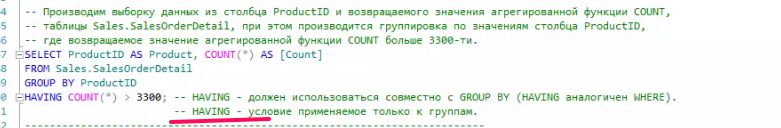 -- Производим выборку данных из столбца ProductID и возвращаемого значения агрегированной функции COUNT,
-- таблицы Sales.SalesOrderDetail, при этом производится группировка по значениям столбца ProductID,
-- где возвращаемое значение агрегированной функции COUNT больше 3300-ти.
SELECT ProductID AS Product, COUNT(*) AS [Count]
FROM Sales.SalesOrderDetail
GROUP BY ProductID
HAVING COUNT(*) > 3300; -- HAVING - должен использоваться совместно с GROUP BY (HAVING аналогичен WHERE).
-- HAVING - условие применяемое только к группам.